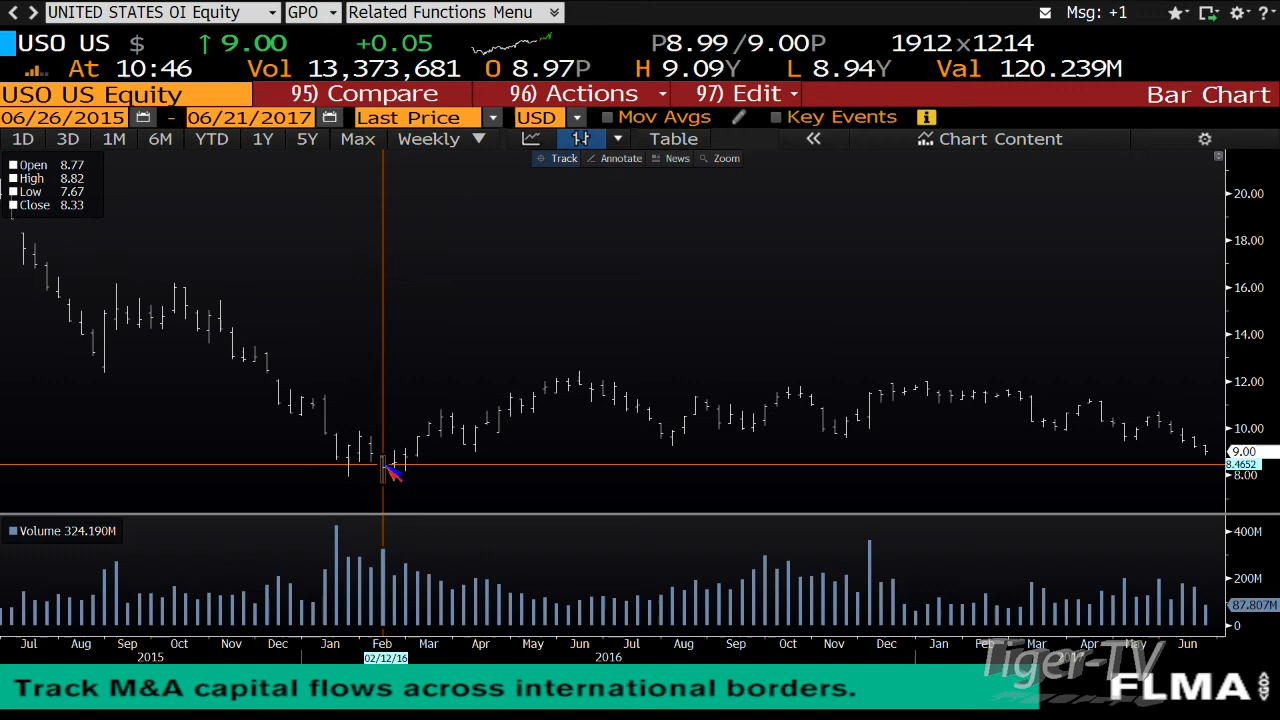 UNITED STATES OI Equity GPO Related Functions Menu Msg: +1 ?
USO US $ ↑ 9.00 +0.05 P8.99 /9.00P 1912 x 1214
At 10:46 Vol 13,373,681 O 8.97P H 9.09Y L 8.94Y Val 120.239M
USO US Equity 95) Compare 96) Actions 97) Edit Bar Chart
06/26/2015 - 06/21/2017 Last Price USD Mov Avgs Key Events
1D 3D 1M 6M YTD 1Y 5Y Max Weekly Table « Chart Content
Track Annotate News Zoom
Open 8.77
High 8.82
Low 7.67
Close 8.33
20.00
18.00
16.00
14.00
12.00
10.00
9.00
8.4652
8.00
Volume 324.190M
400M
200M
87.807M
0
Jul Aug Sep Oct Nov Dec Jan Feb Mar Apr May Jun Jul Aug Sep Oct Nov Dec Jan Feb Mar Apr May Jun
2015 02/12/16 2016 2017
Tiger-TV
Track M&A capital flows across international borders. FLMA <GO>